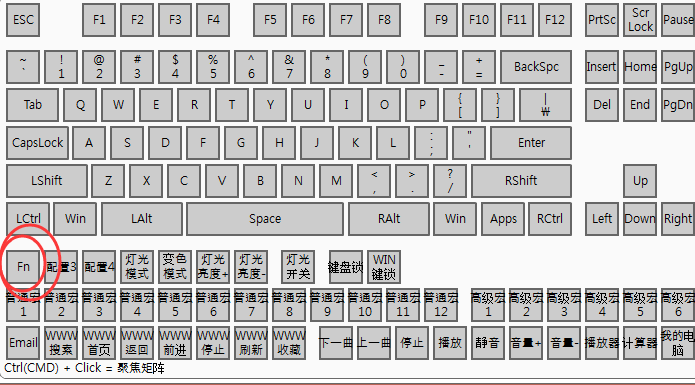 ESC F1 F2 F3 F4 F5 F6 F7 F8 F9 F10 F11 F12 PrtSc Scr Lock Pause
~ ` ! 1 @ 2 # 3 $ 4 % 5 ^ 6 & 7 * 8 ( 9 ) 0 _ - + = BackSpc Insert Home PgUp
Tab Q W E R T Y U I O P { [ } ] | ₩ Del End PgDn
CapsLock A S D F G H J K L : ; " ' Enter
LShift Z X C V B N M < , > . ? / RShift Up
LCtrl Win LAlt Space RAlt Win Apps RCtrl Left Down Right
Fn 配置3 配置4 灯光模式 变色模式 灯光亮度+ 灯光亮度- 灯光开关 键盘锁 WIN键锁
普通宏1 普通宏2 普通宏3 普通宏4 普通宏5 普通宏6 普通宏7 普通宏8 普通宏9 普通宏10 普通宏11 普通宏12 高级宏1 高级宏2 高级宏3 高级宏4 高级宏5 高级宏6
Email WWW搜索 WWW首页 WWW返回 WWW前进 WWW停止 WWW刷新 WWW收藏 下一曲 上一曲 停止 播放 静音 音量+ 音量- 播放器 计算器 我的电脑
Ctrl(CMD) + Click = 聚焦矩阵